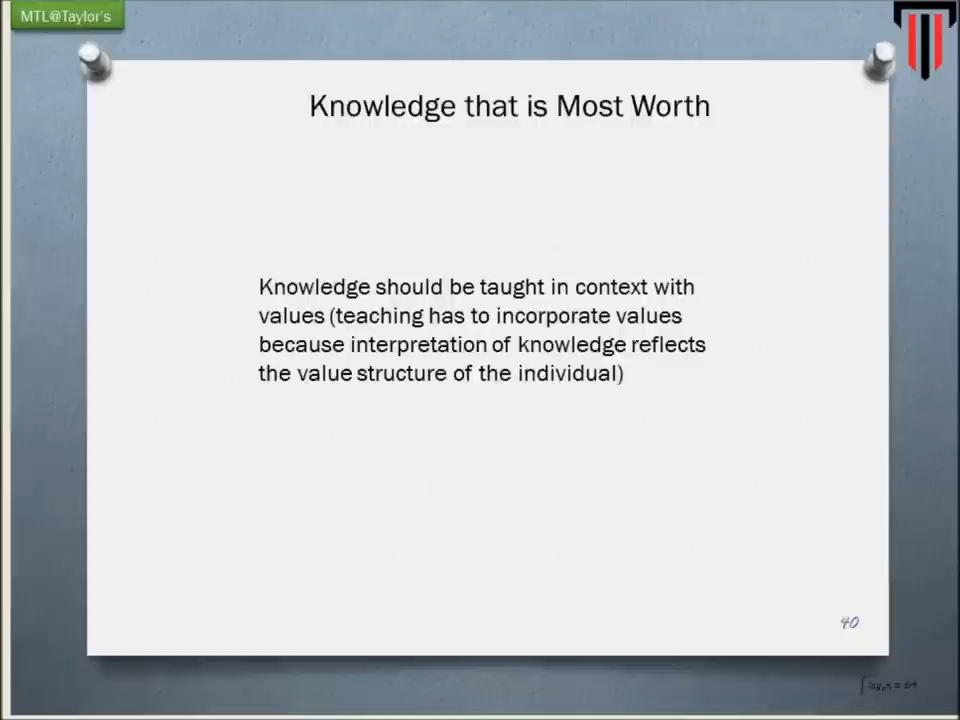 MTL@Taylor's
Knowledge that is Most Worth
Knowledge should be taught in context with
values (teaching has to incorporate values
because interpretation of knowledge reflects
the value structure of the individual)
40